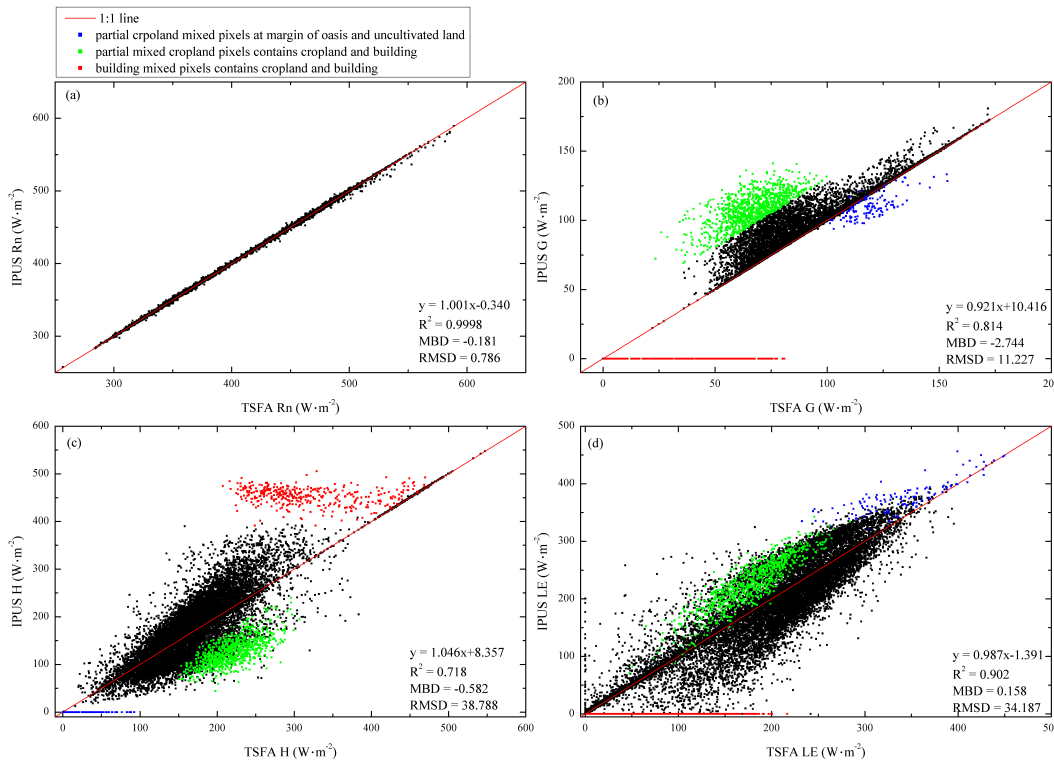 1:1 line
partial crpoland mixed pixels at margin of oasis and uncultivated land
partial mixed cropland pixels contains cropland and building
building mixed pixels contains cropland and building
(a)
600
500
400
300
IPUS Rn (W·m-2)
y = 1.001x-0.340
R2 = 0.9998
MBD = -0.181
RMSD = 0.786
300 400 500 600
TSFA Rn (W·m-2)
(b)
200
150
100
50
0
IPUS G (W·m-2)
y = 0.921x+10.416
R2 = 0.814
MBD = -2.744
RMSD = 11.227
0 50 100 150 20
TSFA G (W·m-2)
(c)
600
500
400
300
200
100
0
IPUS H (W·m-2)
y = 1.046x+8.357
R2 = 0.718
MBD = -0.582
RMSD = 38.788
0 100 200 300 400 500 600
TSFA H (W·m-2)
(d)
500
400
300
200
100
0
IPUS LE (W·m-2)
y = 0.987x-1.391
R2 = 0.902
MBD = 0.158
RMSD = 34.187
0 100 200 300 400 50
TSFA LE (W·m-2)